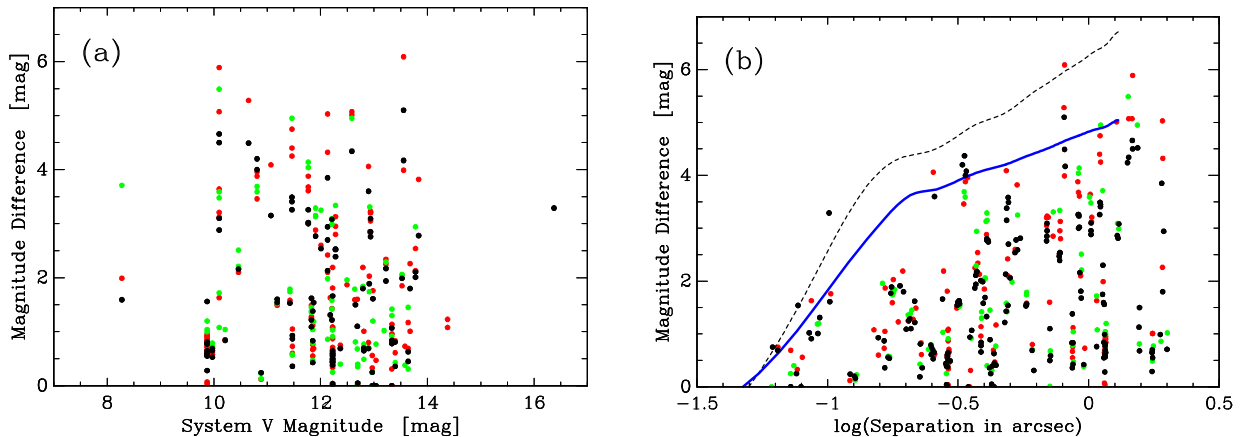 (a)
Magnitude Difference [mag]
6
4
2
0
8 10 12 14 16
System V Magnitude [mag]
(b)
Magnitude Difference [mag]
6
4
2
0
−1.5 −1 −0.5 0 0.5
log(Separation in arcsec)